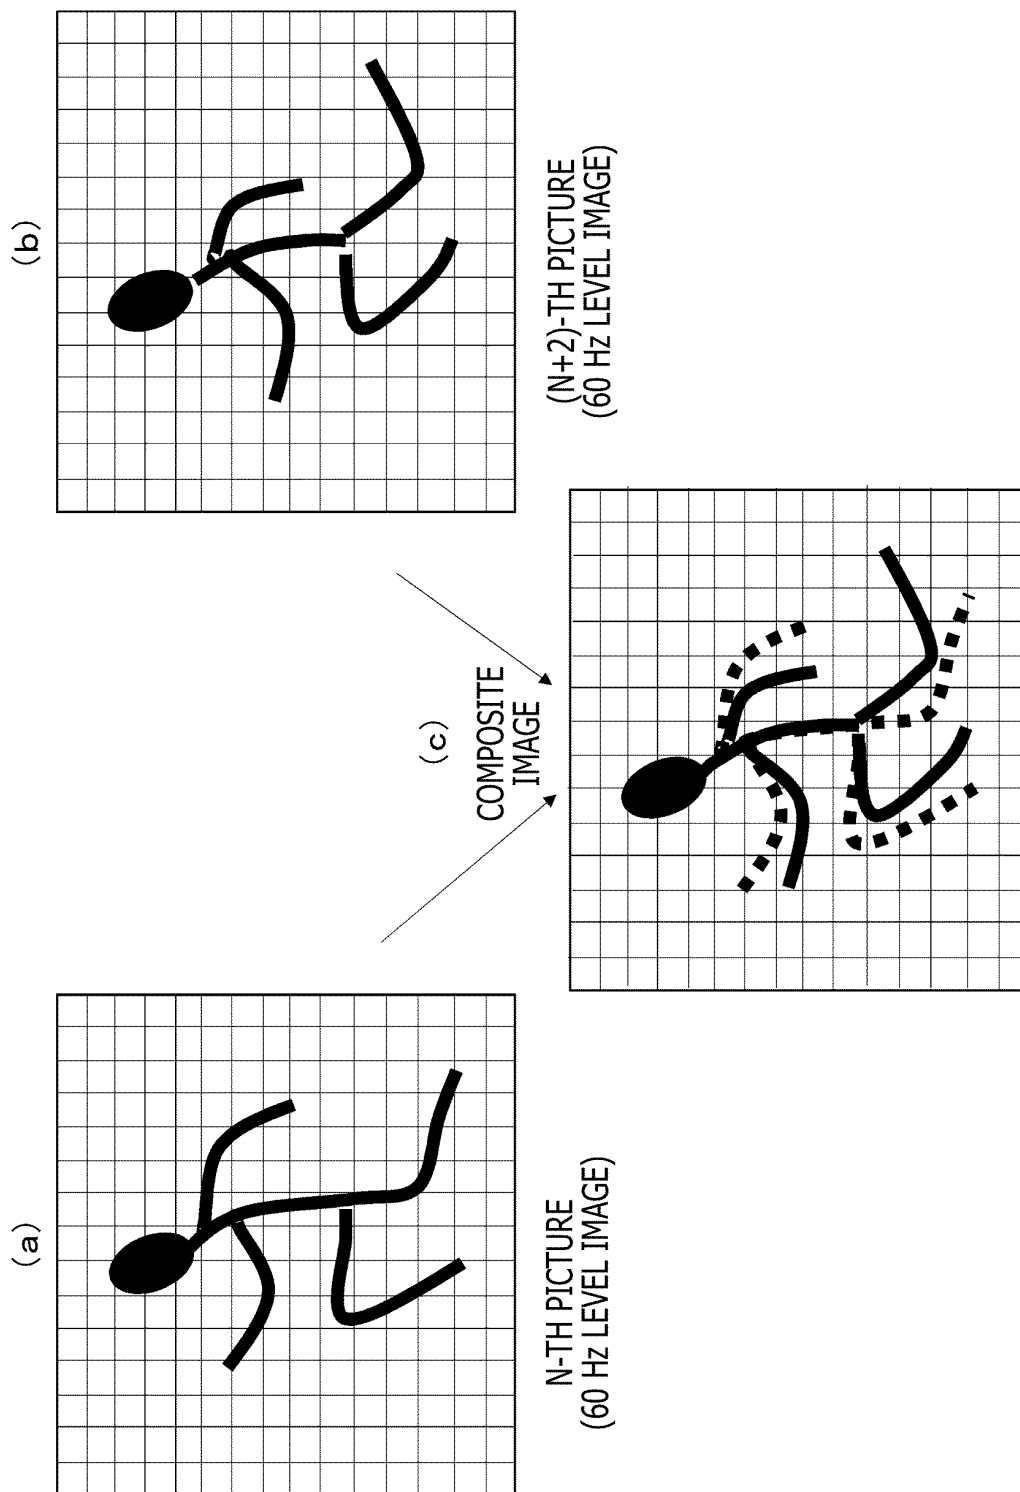 (a)
N-TH PICTURE
(60 Hz LEVEL IMAGE)
(b)
(N+2)-TH PICTURE
(60 Hz LEVEL IMAGE)
(c)
COMPOSITE
IMAGE